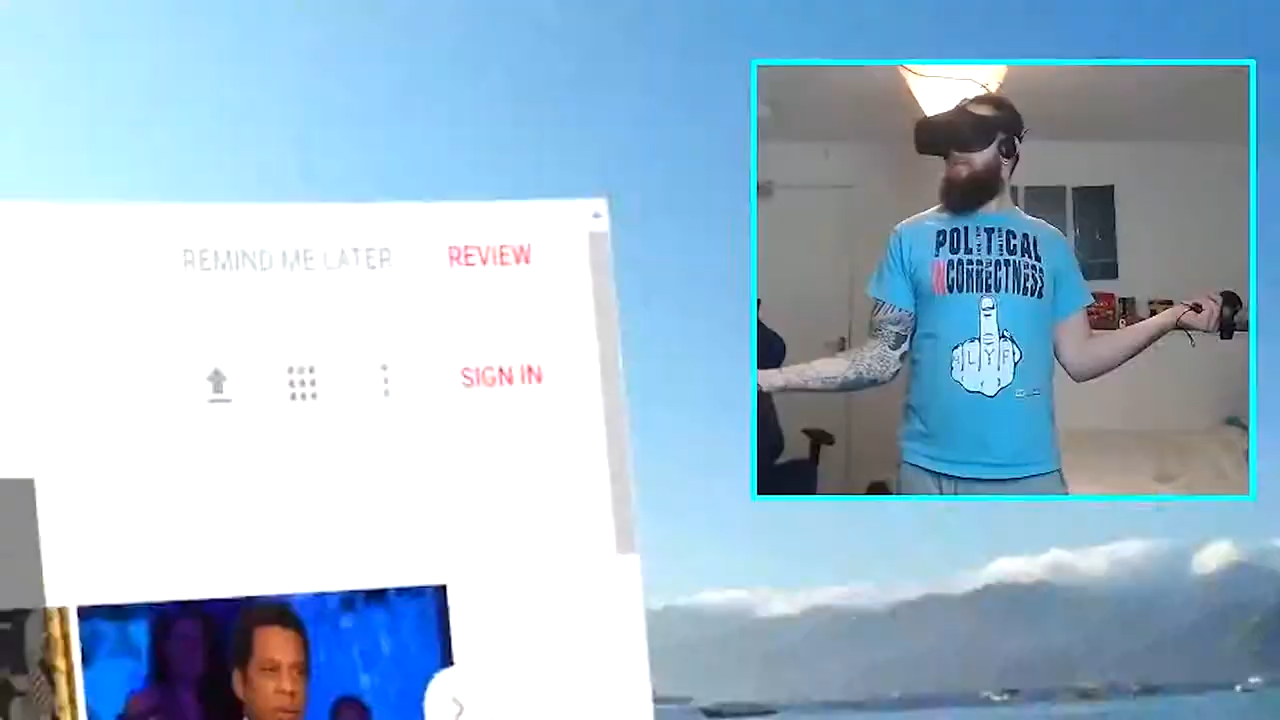 REMIND ME LATER REVIEW
SIGN IN
POLITICAL
INCORRECTNESS